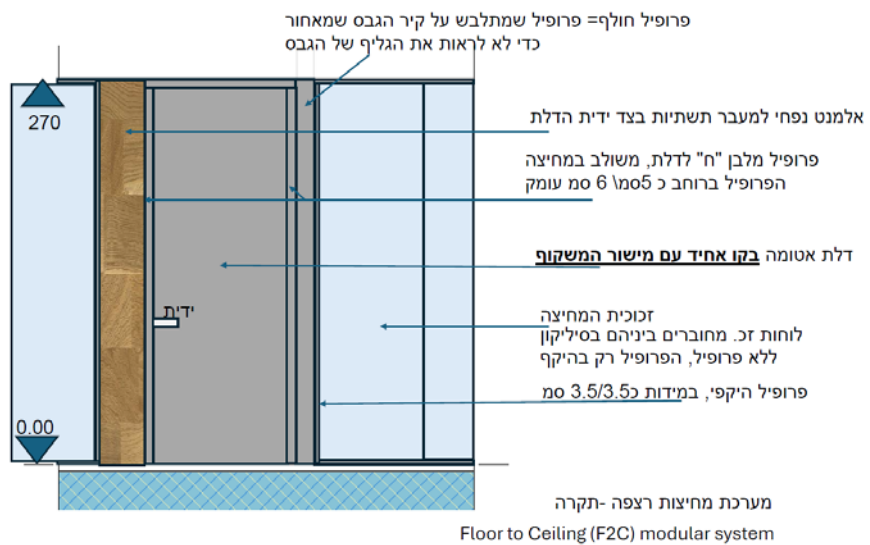 פרופיל חולף= פרופיל שמתלבש על קיר הגבס שמאחור
כדי לא לראות את הגליף של הגבס
270
אלמנט נפחי למעבר תשתיות בצד ידית הדלת
פרופיל מלבן "ח" לדלת, משולב במחיצה
הפרופיל ברוחב כ 5סמ\ 6 סמ עומק
דלת אטומה בקו אחיד עם מישור המשקוף
ידית
זכוכית המחיצה
לוחות זכ. מחוברים ביניהם בסיליקון
ללא פרופיל, הפרופיל רק בהיקף
פרופיל היקפי, במידות כ3.5/3.5 סמ
0.00
מערכת מחיצות רצפה -תקרה
Floor to Ceiling (F2C) modular system